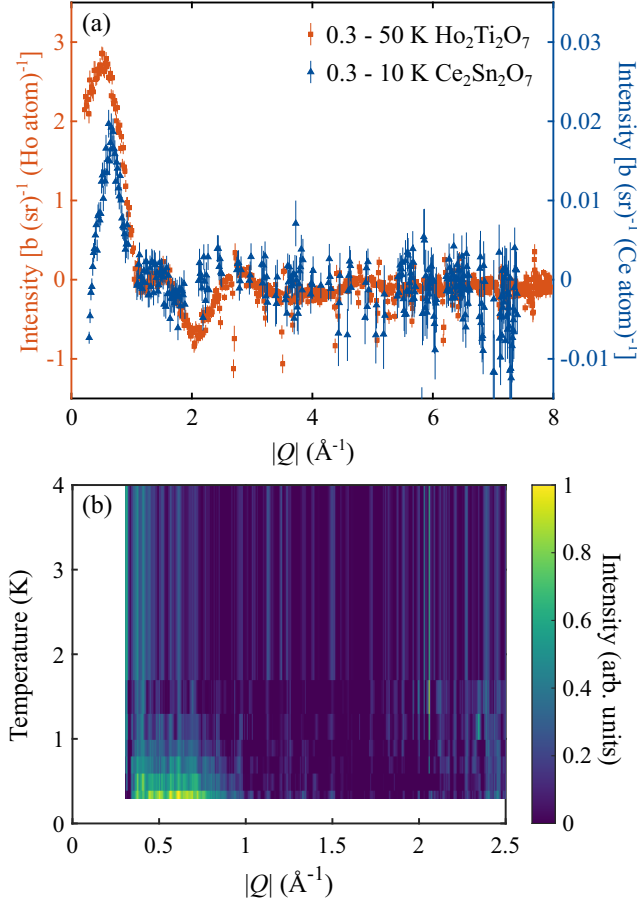 (a)
0.3 - 50 K Ho₂Ti₂O₇
0.3 - 10 K Ce₂Sn₂O₇
Intensity [b (sr)⁻¹ (Ho atom)⁻¹]
3
2
1
0
-1
0.03
0.02
0.01
0
-0.01
Intensity [b (sr)⁻¹ (Ce atom)⁻¹]
0 2 4 6 8
|Q| (Å⁻¹)
(b)
Temperature (K)
4
3
2
1
0
0.5 1 1.5 2 2.5
|Q| (Å⁻¹)
1
0.8
0.6
0.4
0.2
0
Intensity (arb. units)